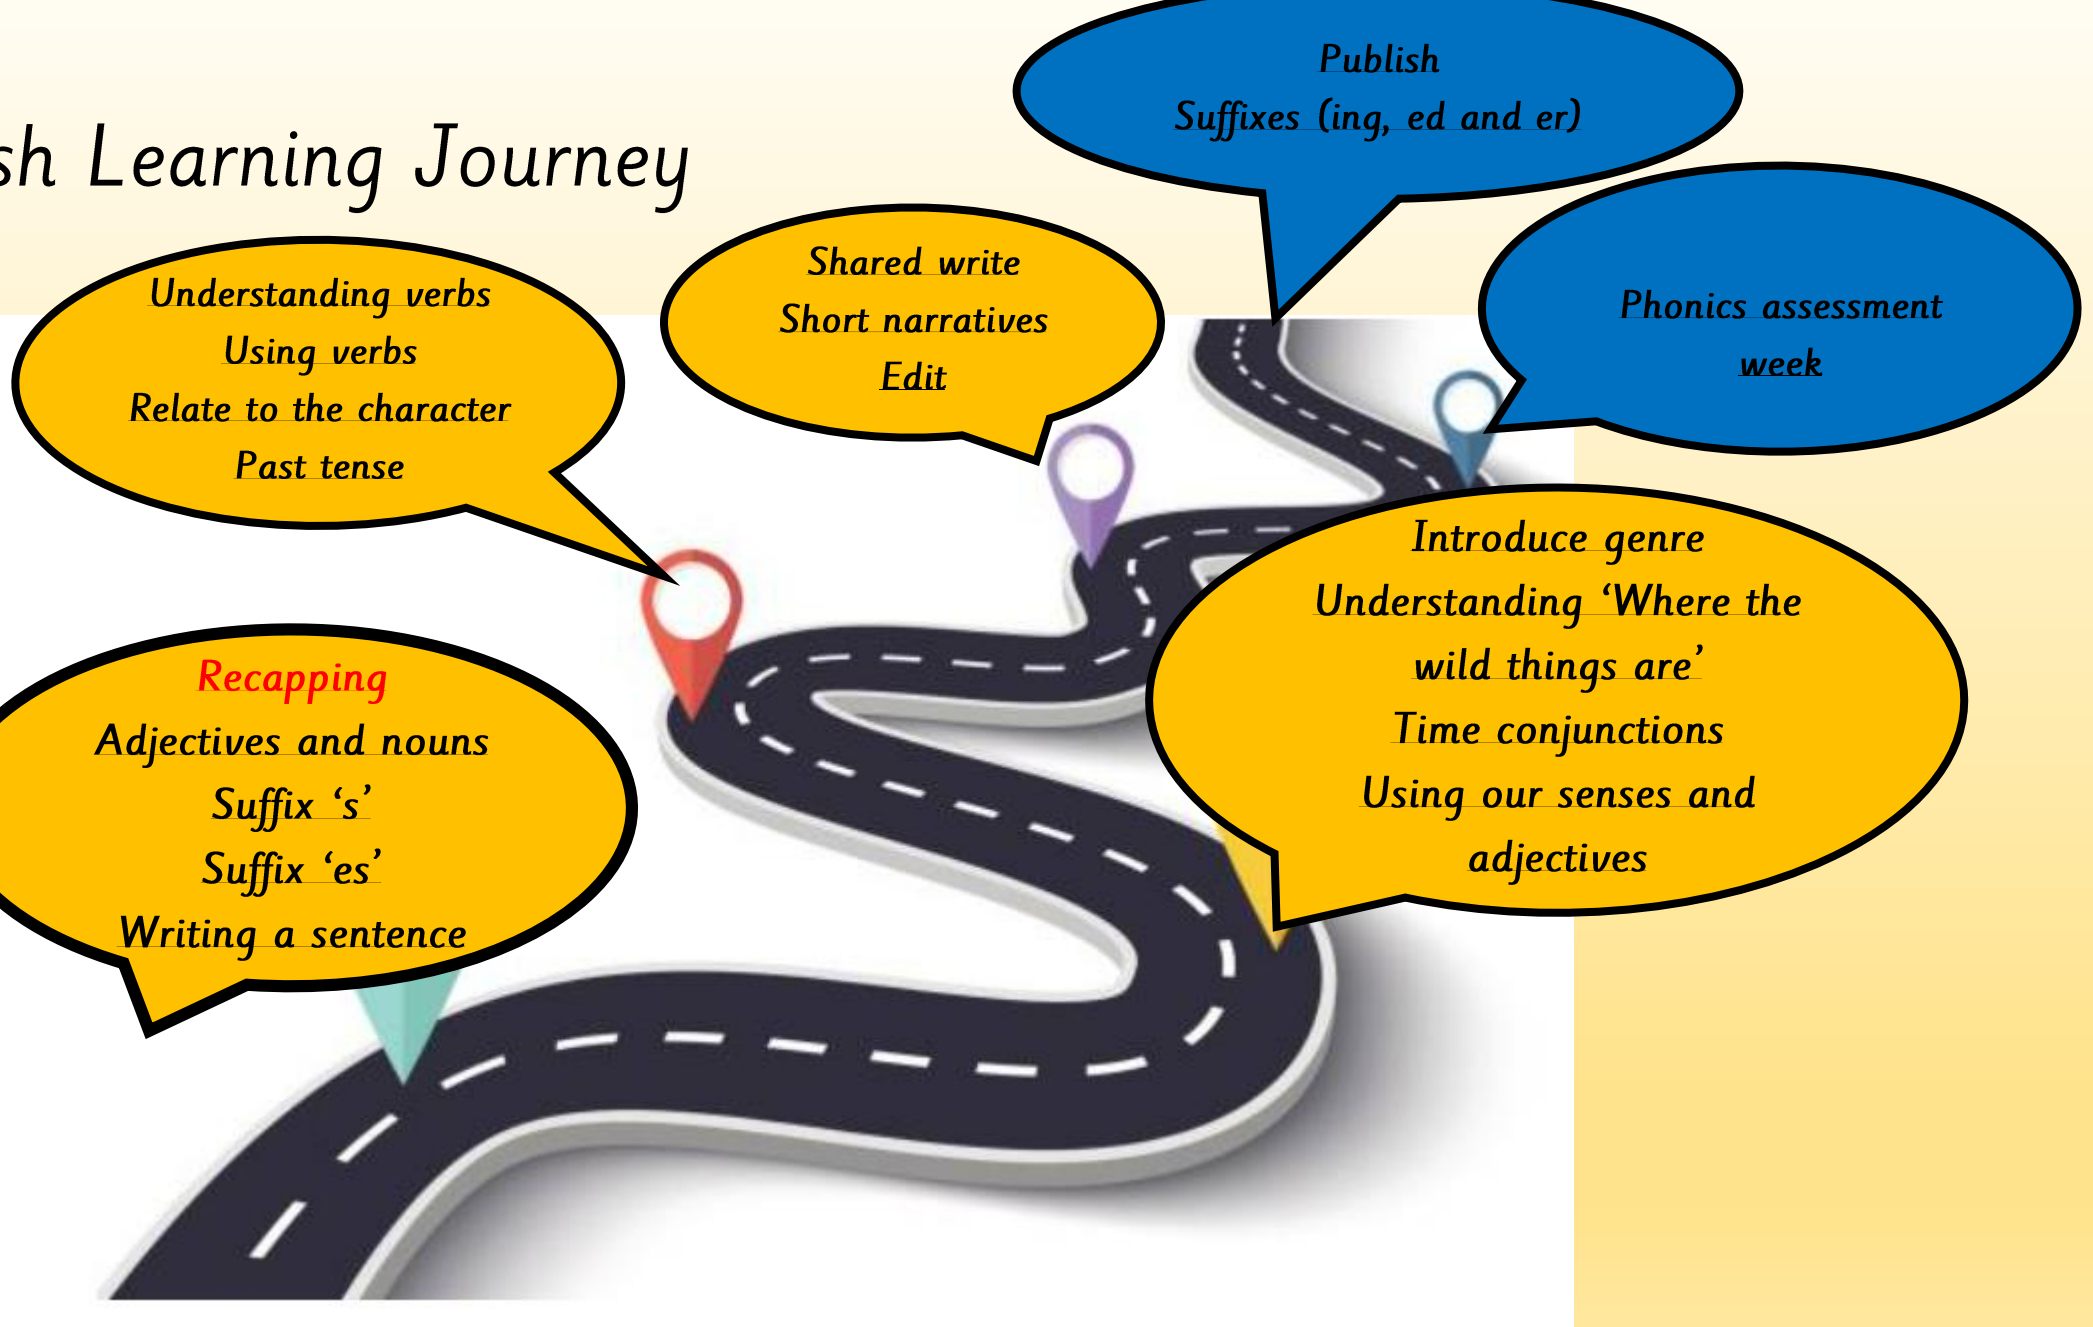 sh Learning Journey
Publish
Suffixes (ing, ed and er)
Understanding verbs
Using verbs
Relate to the character
Past tense
Shared write
Short narratives
Edit
Phonics assessment
week
Introduce genre
Understanding ‘Where the
wild things are’
Time conjunctions
Using our senses and
adjectives
Recapping
Adjectives and nouns
Suffix ‘s’
Suffix ‘es’
Writing a sentence